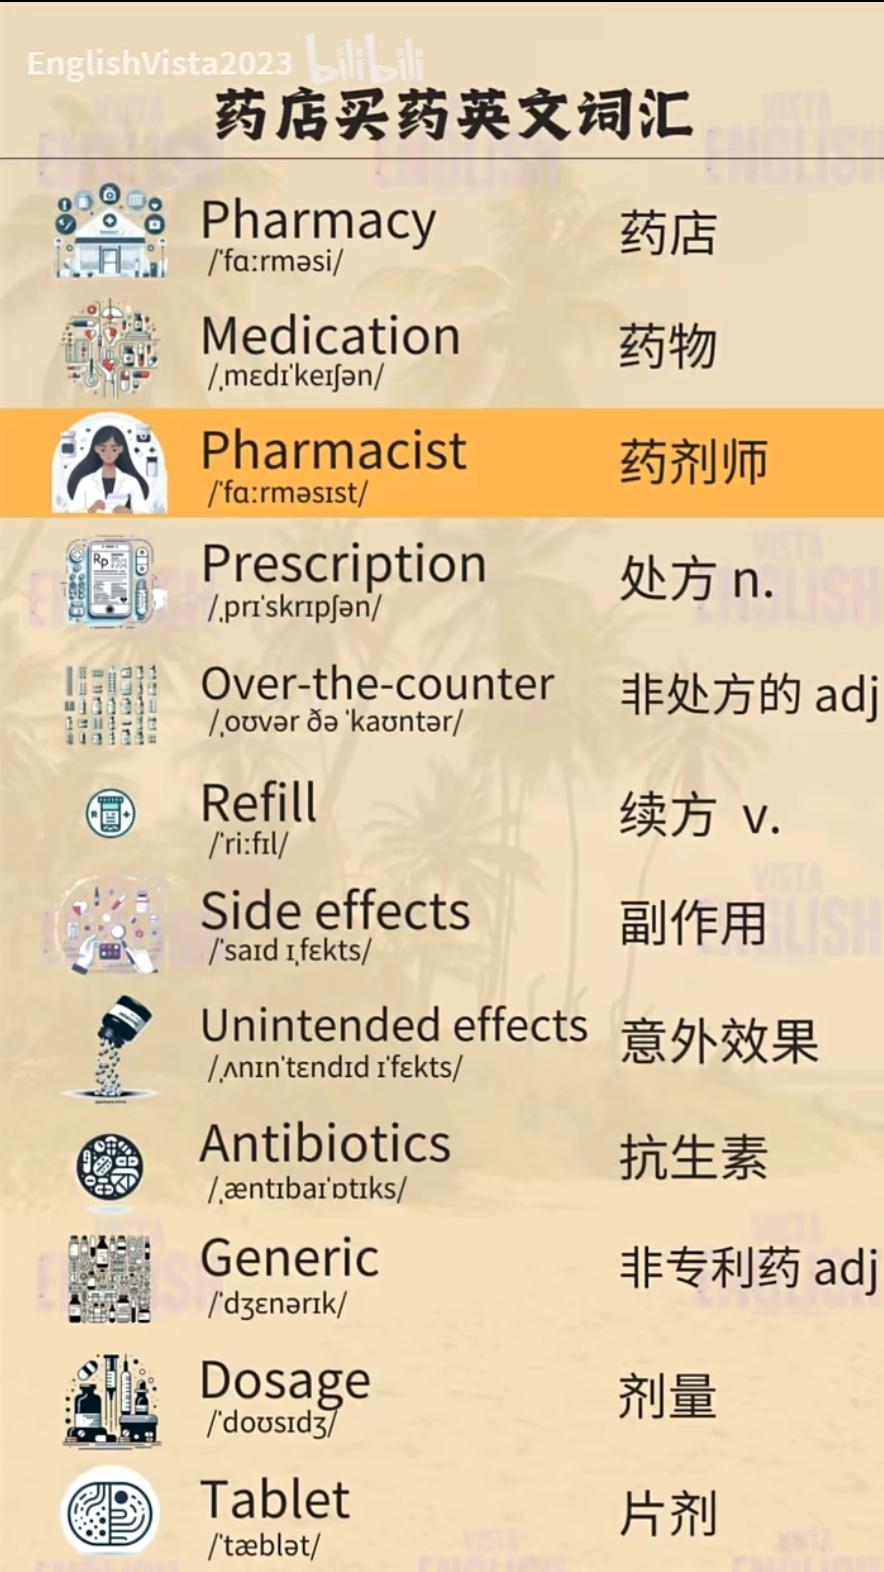 EnglishVista2023 bilibili
药店买药英文词汇
Pharmacy 药店
/ˈfɑːrməsi/
Medication 药物
/ˌmɛdɪˈkeɪʃən/
Pharmacist 药剂师
/ˈfɑːrməsɪst/
Prescription 处方 n.
/ˌprɪˈskrɪpʃən/
Over-the-counter 非处方的 adj
/ˌoʊvər ðə ˈkaʊntər/
Refill 续方 v.
/ˈriːfɪl/
Side effects 副作用
/ˈsaɪd ɪˌfɛkts/
Unintended effects 意外效果
/ˌʌnɪnˈtɛndɪd ɪˈfɛkts/
Antibiotics 抗生素
/ˌæntɪbaɪˈɒtɪks/
Generic 非专利药 adj
/ˈdʒɛnərɪk/
Dosage 剂量
/ˈdoʊsɪdʒ/
Tablet 片剂
/ˈtæblət/